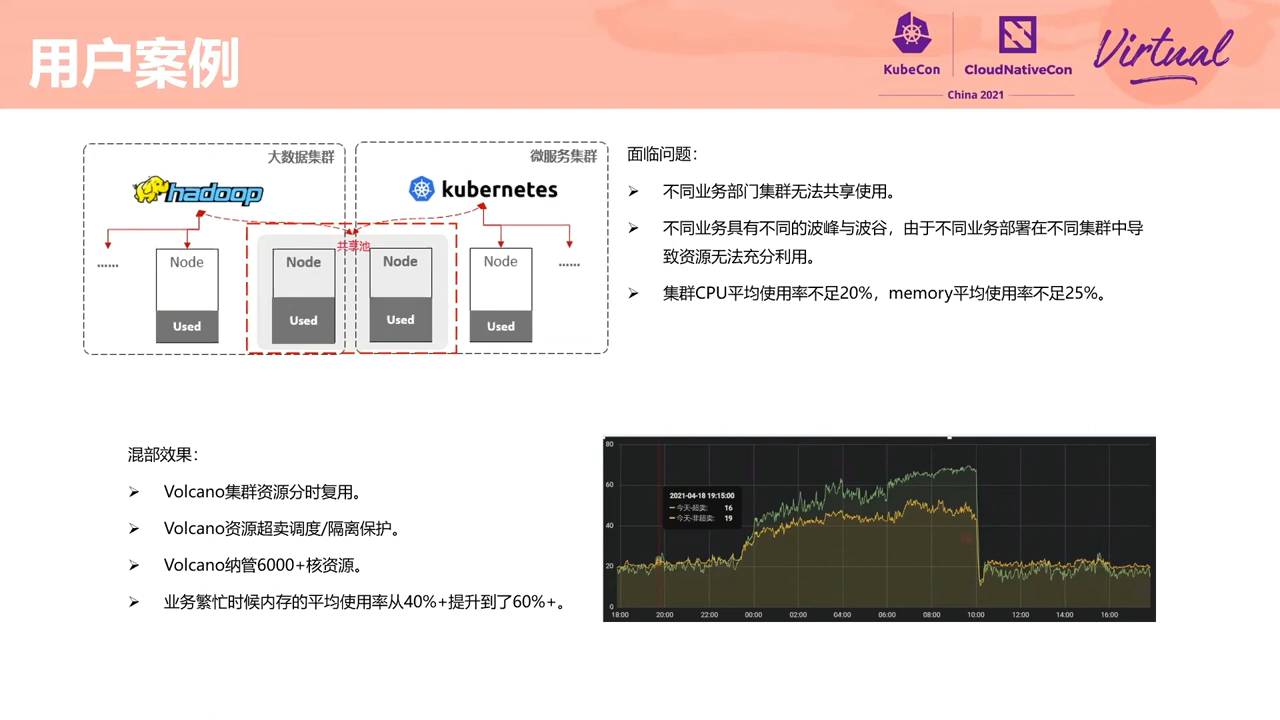 用户案例
KubeCon
CloudNativeCon
Virtual
China 2021
大数据集群
微服务集群
hadoop
kubernetes
共享池
......
Node
Node
Node
Node
......
Used
Used
Used
Used
面临问题：
不同业务部门集群无法共享使用。
不同业务具有不同的波峰与波谷，由于不同业务部署在不同集群中导
致资源无法充分利用。
集群CPU平均使用率不足20%，memory平均使用率不足25%。
混部效果：
Volcano集群资源分时复用。
Volcano资源超卖调度/隔离保护。
Volcano纳管6000+核资源。
业务繁忙时候内存的平均使用率从40%+提升到了60%+。
80
60
40
20
0
2021-04-18 19:15:00
今天-超卖: 16
今天-非超卖: 19
18:00 20:00 22:00 00:00 02:00 04:00 06:00 08:00 10:00 12:00 14:00 16:00